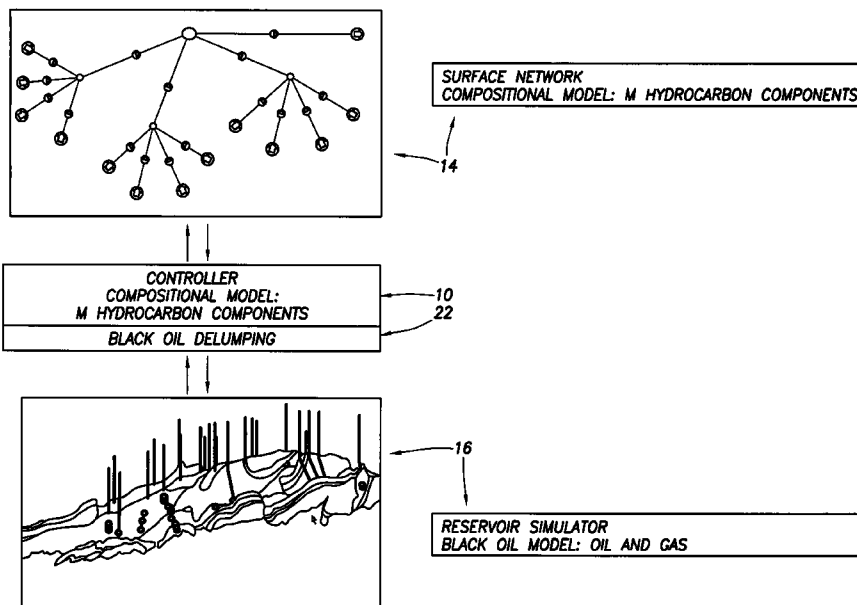 SURFACE NETWORK
COMPOSITIONAL MODEL: M HYDROCARBON COMPONENTS
14
CONTROLLER
COMPOSITIONAL MODEL:
M HYDROCARBON COMPONENTS
10
22
BLACK OIL DELUMPING
16
RESERVOIR SIMULATOR
BLACK OIL MODEL: OIL AND GAS